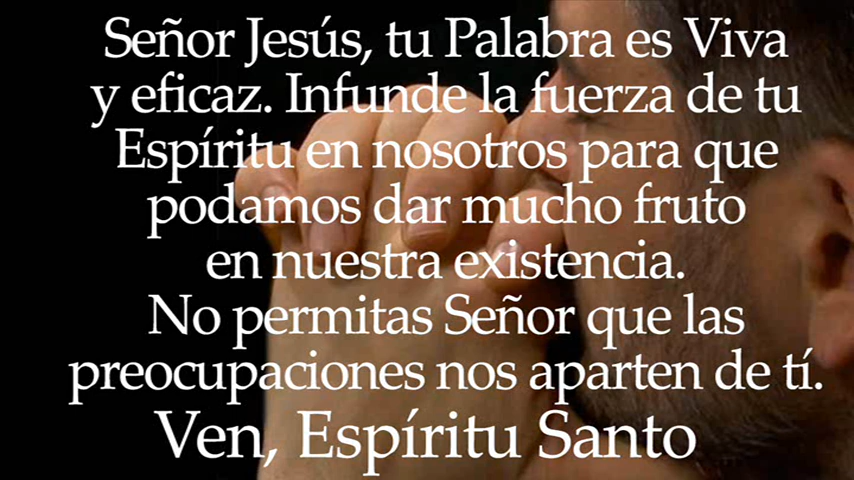 Señor Jesús, tu Palabra es Viva
y eficaz. Infunde la fuerza de tu
Espíritu en nosotros para que
podamos dar mucho fruto
en nuestra existencia.
No permitas Señor que las
preocupaciones nos aparten de tí.
Ven, Espíritu Santo